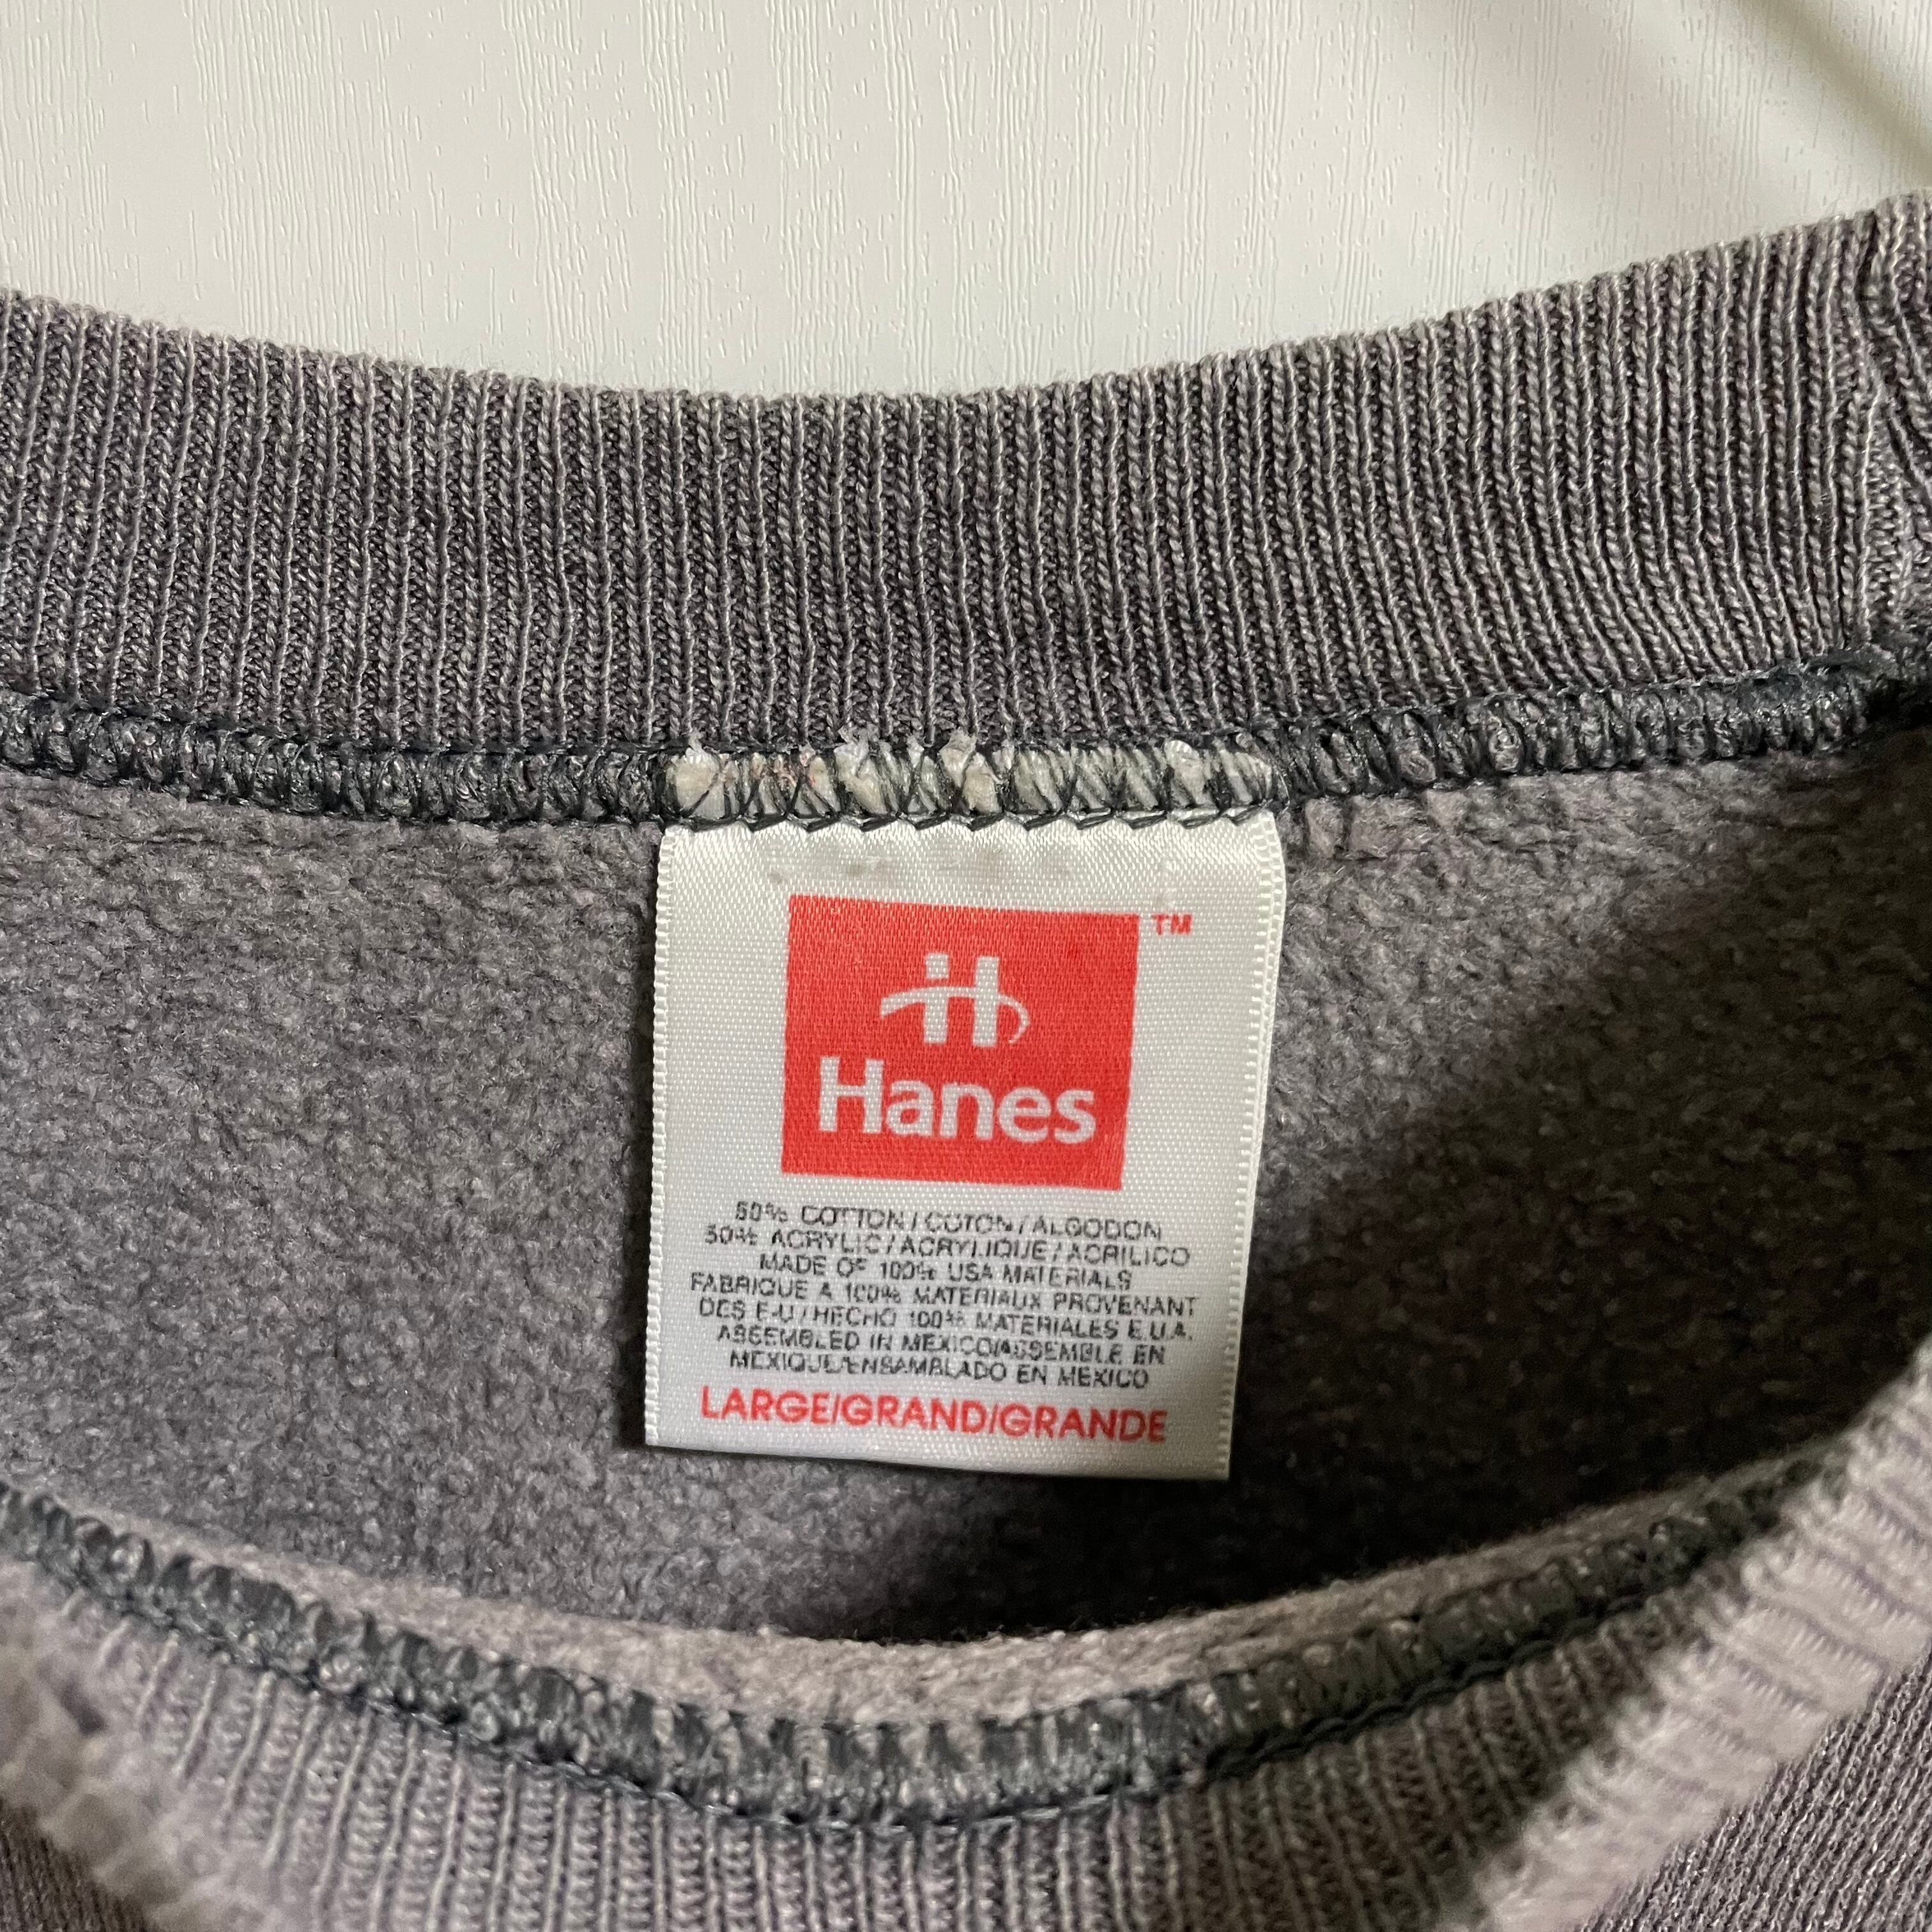 TM
H
Hanes
50% COTTON / COTON / ALGODON
50% ACRYLIC / ACRYLIQUE / ACRILICO
MADE OF 100% USA MATERIALS
FABRIQUE A 100% MATERIAUX PROVENANT
DES E-U / HECHO 100% MATERIALES E.U.A.
ASSEMBLED IN MEXICO/ASSEMBLE EN
MEXIQUE/ENSAMBLADO EN MEXICO
LARGE/GRAND/GRANDE